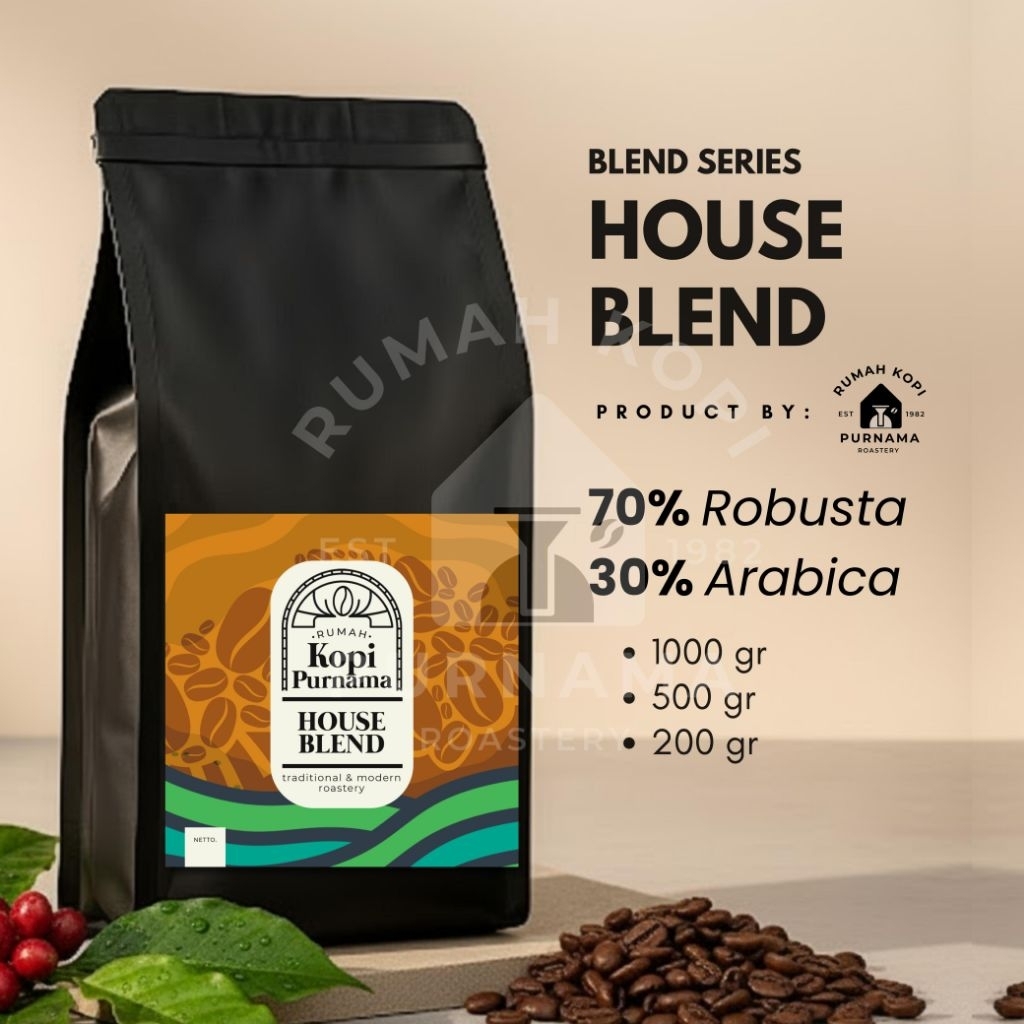 BLEND SERIES
HOUSE
BLEND
PRODUCT BY:
RUMAH KOPI
EST 1982
PURNAMA
ROASTERY
70% Robusta
30% Arabica
• 1000 gr
• 500 gr
• 200 gr
RUMAH
Kopi
Purnama
HOUSE
BLEND
traditional & modern
roastery
NETTO.
RUMAH KOPI
EST 1982
PURNAMA
ROASTERY